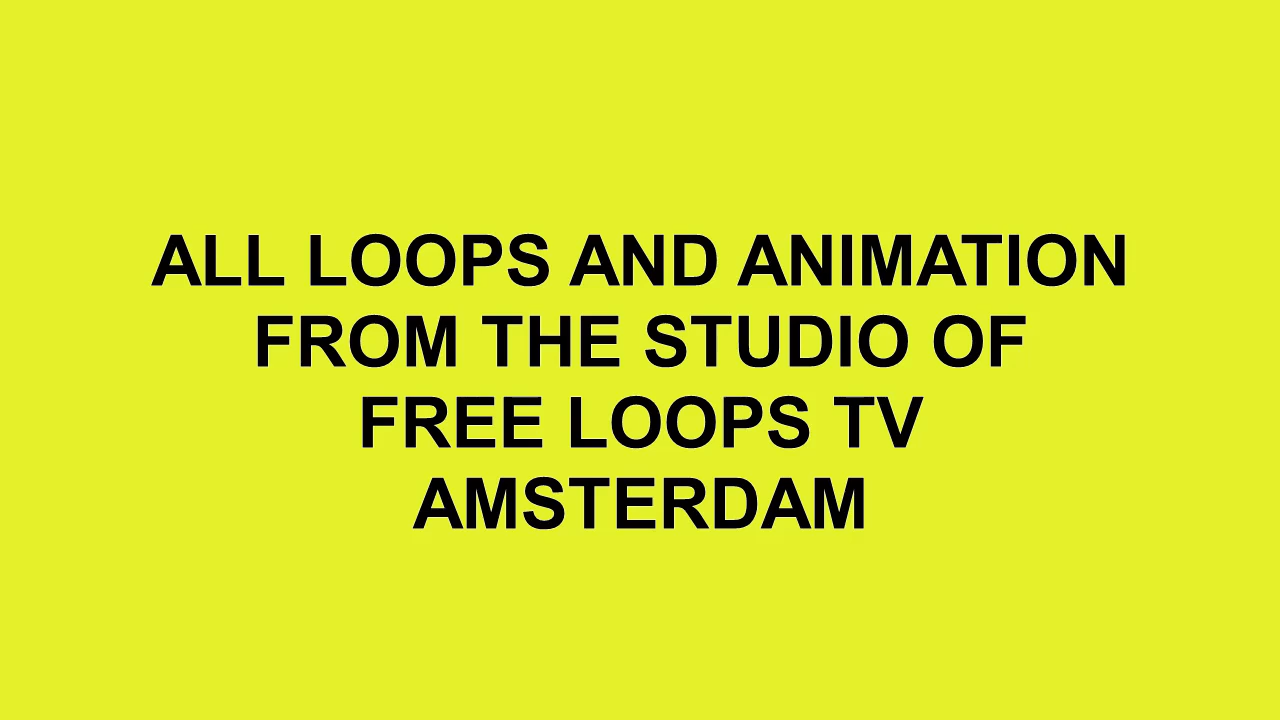 ALL LOOPS AND ANIMATION
FROM THE STUDIO OF
FREE LOOPS TV
AMSTERDAM